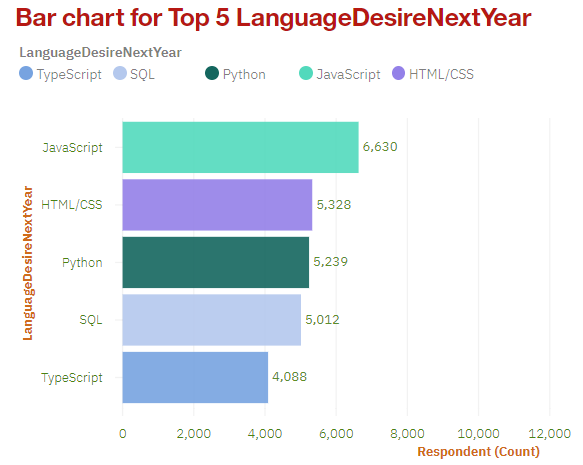 Bar chart for Top 5 LanguageDesireNextYear
LanguageDesireNextYear
TypeScript SQL Python JavaScript HTML/CSS
LanguageDesireNextYear
JavaScript 6,630
HTML/CSS 5,328
Python 5,239
SQL 5,012
TypeScript 4,088
0 2,000 4,000 6,000 8,000 10,000 12,000
Respondent (Count)